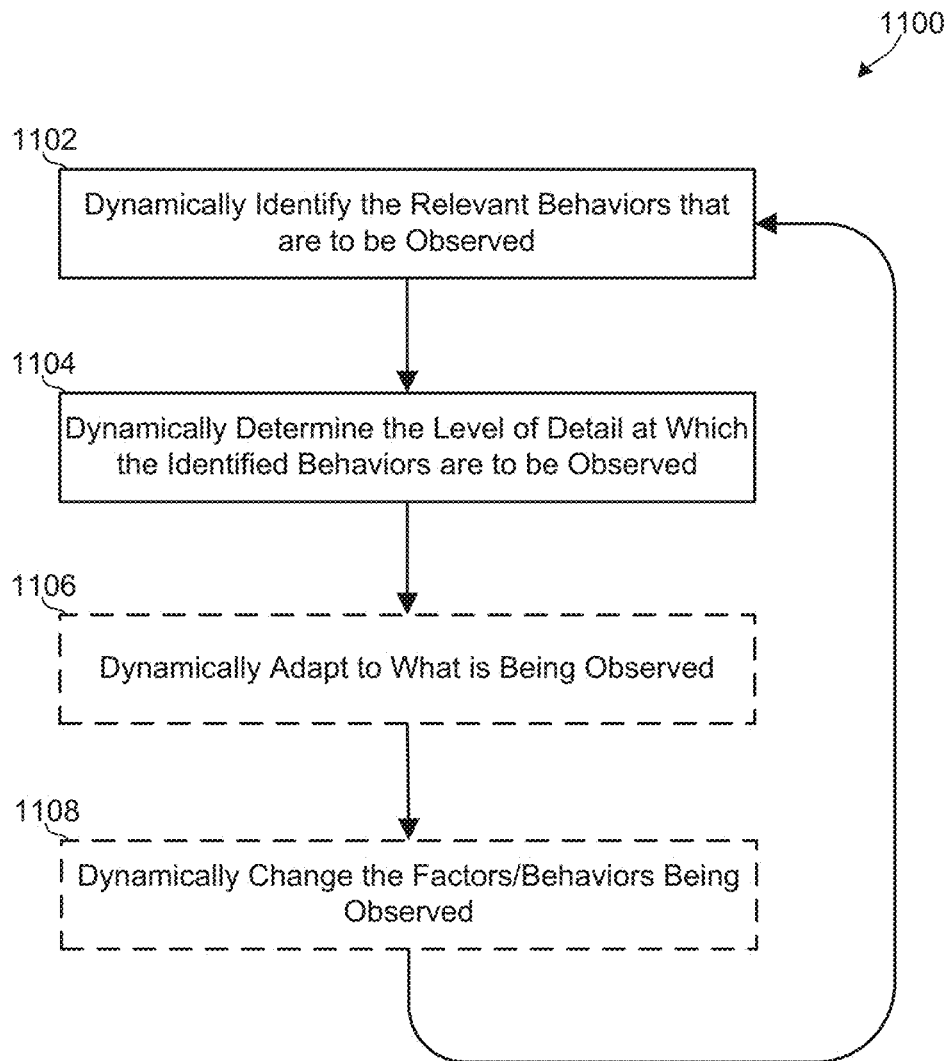 1100
1102
Dynamically Identify the Relevant Behaviors that
are to be Observed
1104
Dynamically Determine the Level of Detail at Which
the Identified Behaviors are to be Observed
1106
Dynamically Adapt to What is Being Observed
1108
Dynamically Change the Factors/Behaviors Being
Observed